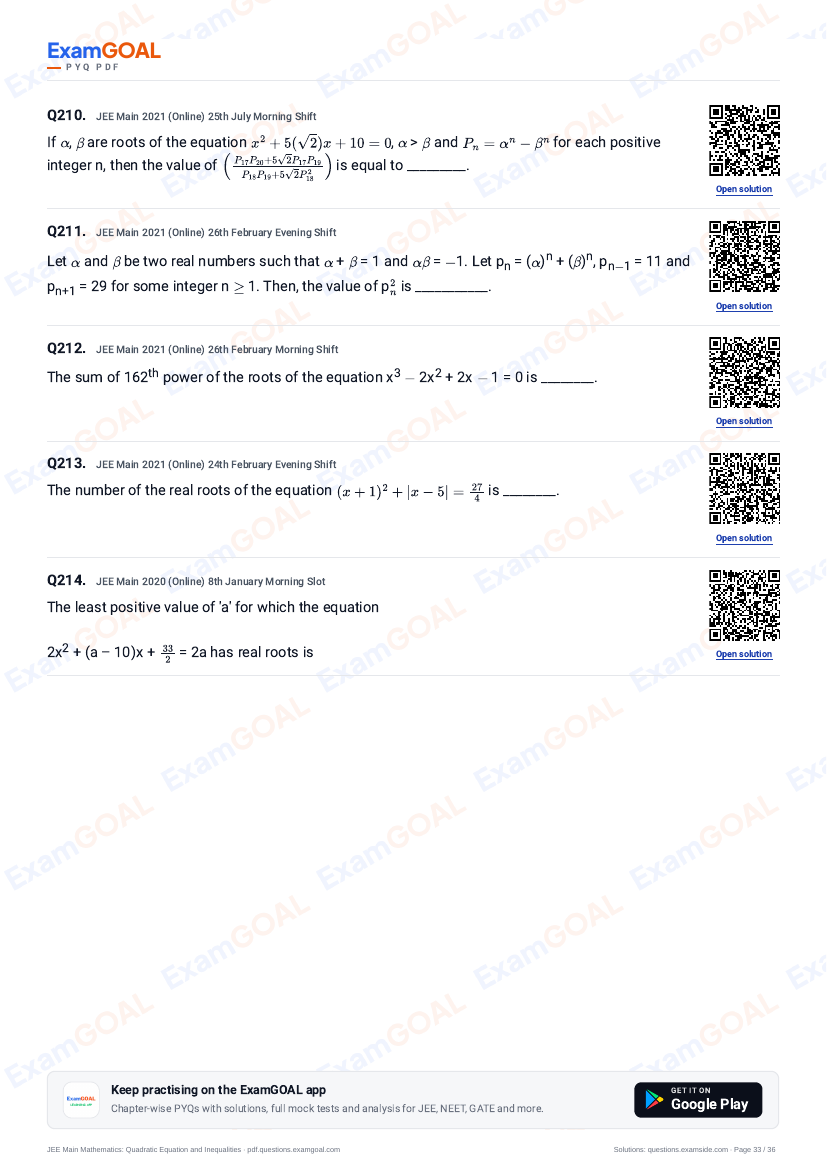 ExamGOAL
PYQ PDF
Q210. JEE Main 2021 (Online) 25th July Morning Shift
If α, β are roots of the equation x² + 5(√2)x + 10 = 0, α > β and Pₙ = αⁿ − βⁿ for each positive
integer n, then the value of ((P₁₇P₂₀+5√2P₁₇P₁₉)/(P₁₈P₁₉+5√2P₁₈²)) is equal to _________.
Open solution
Q211. JEE Main 2021 (Online) 26th February Evening Shift
Let α and β be two real numbers such that α + β = 1 and αβ = −1. Let pₙ = (α)ⁿ + (β)ⁿ, pₙ₋₁ = 11 and
pₙ₊₁ = 29 for some integer n ≥ 1. Then, the value of pₙ² is ___________.
Open solution
Q212. JEE Main 2021 (Online) 26th February Morning Shift
The sum of 162ᵗʰ power of the roots of the equation x³ − 2x² + 2x − 1 = 0 is ________.
Open solution
Q213. JEE Main 2021 (Online) 24th February Evening Shift
The number of the real roots of the equation (x + 1)² + |x − 5| = 27/4 is ________.
Open solution
Q214. JEE Main 2020 (Online) 8th January Morning Slot
The least positive value of 'a' for which the equation
2x² + (a − 10)x + 33/2 = 2a has real roots is
Open solution
Keep practising on the ExamGOAL app
Chapter-wise PYQs with solutions, full mock tests and analysis for JEE, NEET, GATE and more.
ExamGOAL
GET IT ON
Google Play
JEE Main Mathematics: Quadratic Equation and Inequalities · pdf.questions.examgoal.com
Solutions: questions.examside.com · Page 33 / 36